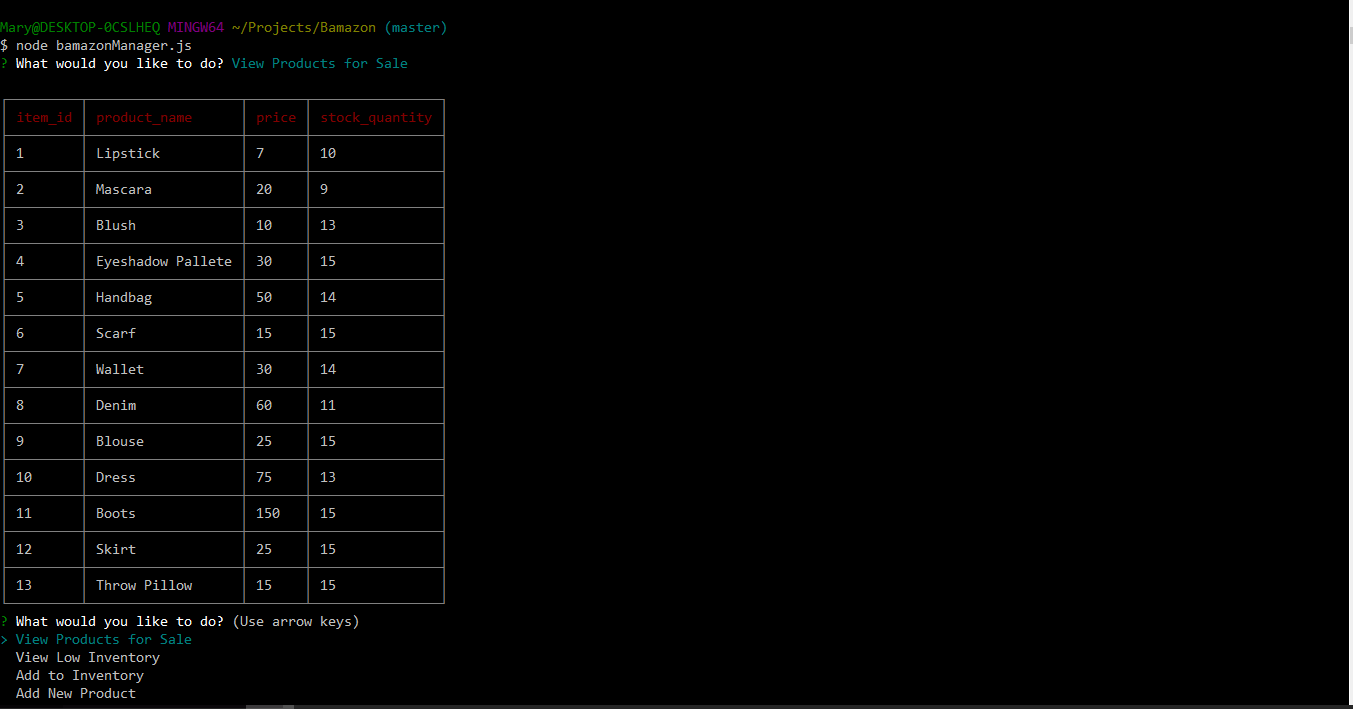 Mary@DESKTOP-0CSLHEQ MINGW64 ~/Projects/Bamazon (master)
$ node bamazonManager.js
? What would you like to do? View Products for Sale
item_id product_name price stock_quantity
1 Lipstick 7 10
2 Mascara 20 9
3 Blush 10 13
4 Eyeshadow Pallete 30 15
5 Handbag 50 14
6 Scarf 15 15
7 Wallet 30 14
8 Denim 60 11
9 Blouse 25 15
10 Dress 75 13
11 Boots 150 15
12 Skirt 25 15
13 Throw Pillow 15 15
? What would you like to do? (Use arrow keys)
> View Products for Sale
View Low Inventory
Add to Inventory
Add New Product